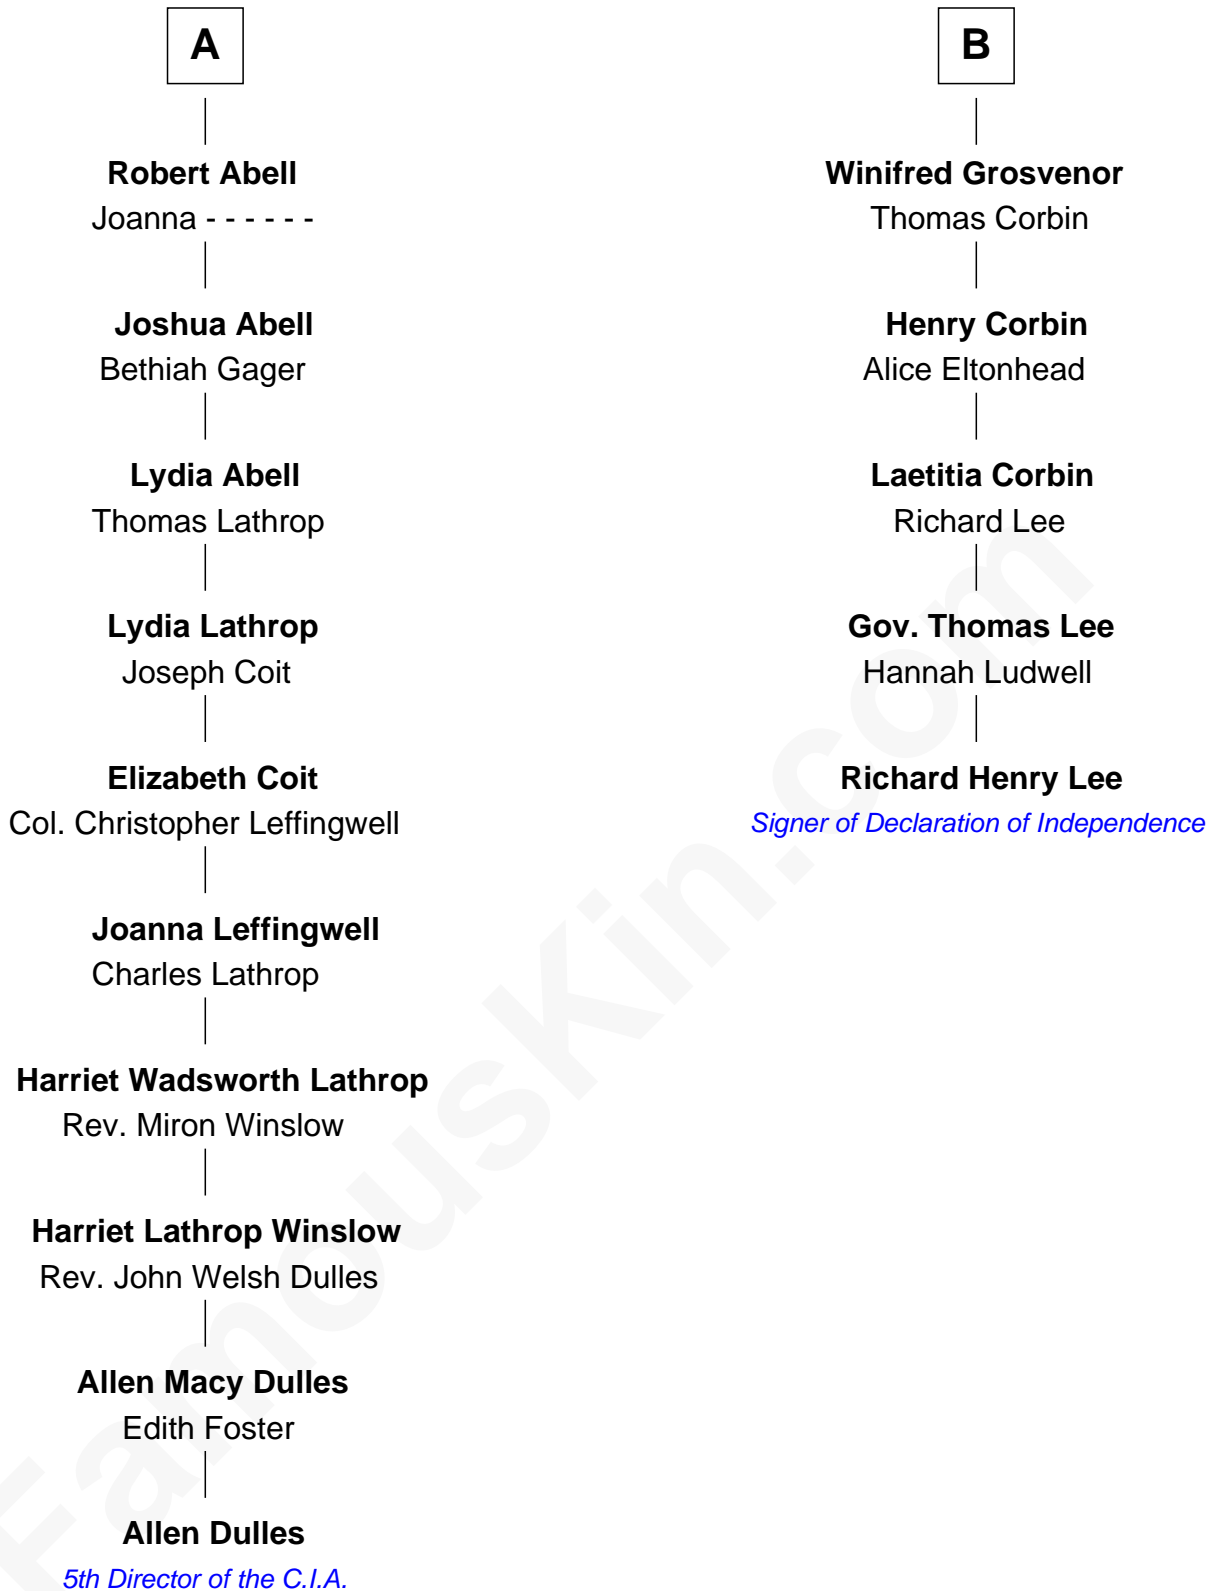 A
Robert Abell
Joanna - - - - - -
Joshua Abell
Bethiah Gager
Lydia Abell
Thomas Lathrop
Lydia Lathrop
Joseph Coit
Elizabeth Coit
Col. Christopher Leffingwell
Joanna Leffingwell
Charles Lathrop
Harriet Wadsworth Lathrop
Rev. Miron Winslow
Harriet Lathrop Winslow
Rev. John Welsh Dulles
Allen Macy Dulles
Edith Foster
Allen Dulles
5th Director of the C.I.A.
B
Winifred Grosvenor
Thomas Corbin
Henry Corbin
Alice Eltonhead
Laetitia Corbin
Richard Lee
Gov. Thomas Lee
Hannah Ludwell
Richard Henry Lee
Signer of Declaration of Independence
FamousKin.com